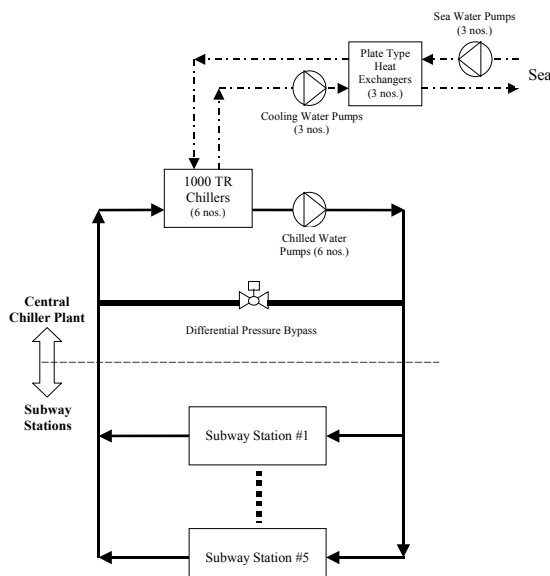 Sea Water Pumps
(3 nos.)
Plate Type
Heat
Exchangers
(3 nos.)
Sea
Cooling Water Pumps
(3 nos.)
1000 TR
Chillers
(6 nos.)
Chilled Water
Pumps (6 nos.)
Central
Chiller Plant
Differential Pressure Bypass
Subway
Stations
Subway Station #1
Subway Station #5